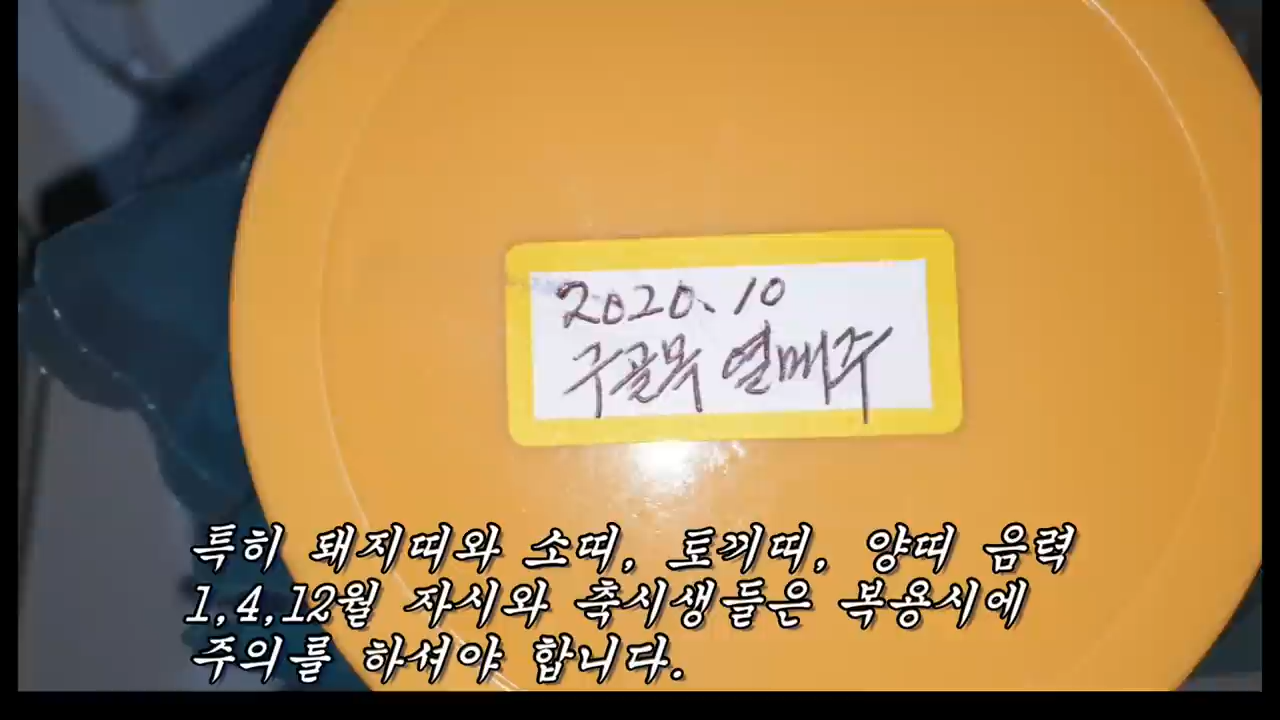 2020. 10
구골목 열매주
특히 돼지띠와 소띠, 토끼띠, 양띠 음력
1,4,12월 자시와 축시생들은 복용시에
주의를 하셔야 합니다.